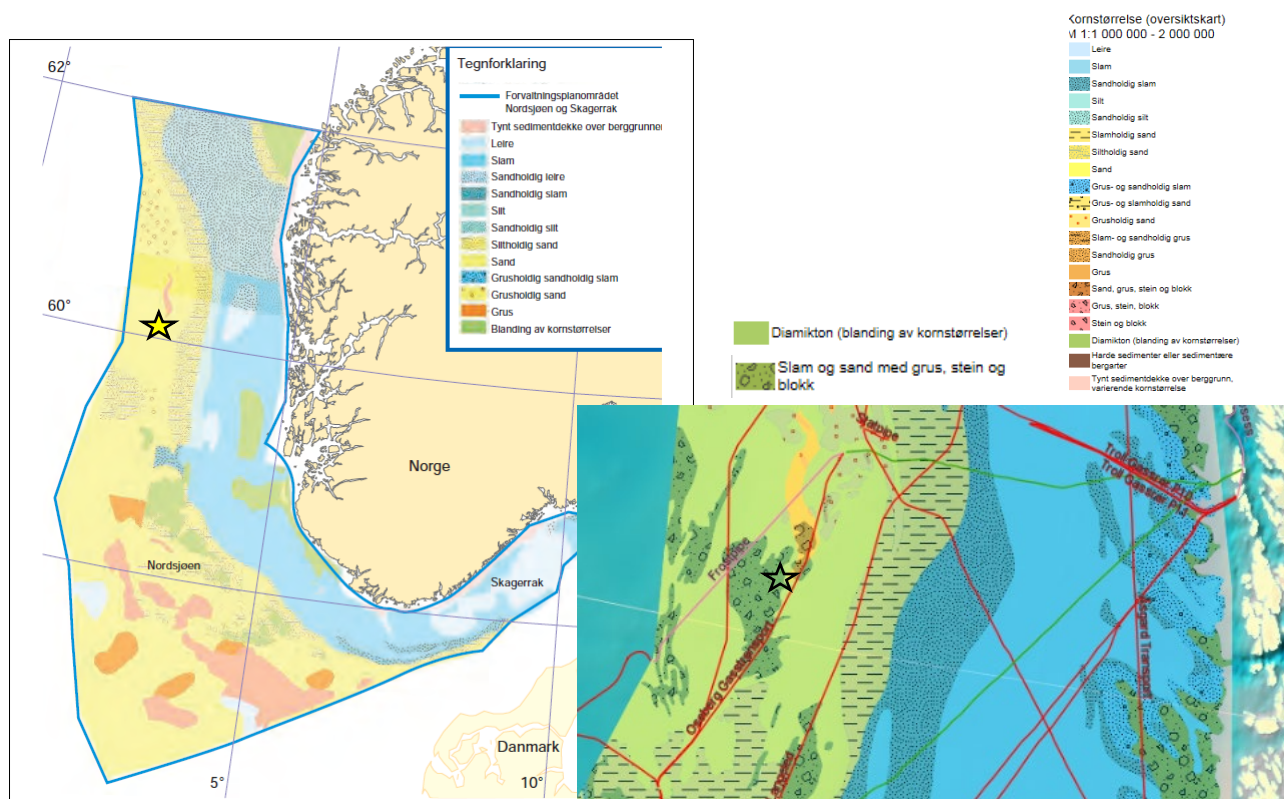 62°
60°
5°
10°
Tegnforklaring
Forvaltningsplanområdet
Nordsjøen og Skagerrak
Tynt sedimentdekke over berggrunnen
Leire
Slam
Sandholdig leire
Sandholdig slam
Silt
Sandholdig silt
Siltholdig sand
Sand
Grusholdig sandholdig slam
Grusholdig sand
Grus
Blanding av kornstørrelser
Norge
Nordsjøen
Skagerrak
Danmark
Kornstørrelse (oversiktskart)
M 1:1 000 000 - 2 000 000
Leire
Slam
Sandholdig slam
Silt
Sandholdig silt
Slamholdig sand
Siltholdig sand
Sand
Grus- og sandholdig slam
Grus- og slamholdig sand
Grusholdig sand
Slam- og sandholdig grus
Sandholdig grus
Grus
Sand, grus, stein og blokk
Grus, stein, blokk
Stein og blokk
Diamikton (blanding av kornstørrelser)
Harde sedimenter eller sedimentære
bergarter
Tynt sedimentdekke over berggrunn,
varierende kornstørrelse
Diamikton (blanding av kornstørrelser)
Slam og sand med grus, stein og
blokk
Statpipe
Frostpipe
Oseberg Gasstransport
Troll Gassrør P10
Troll Gassrør P11
Åsgard Transport